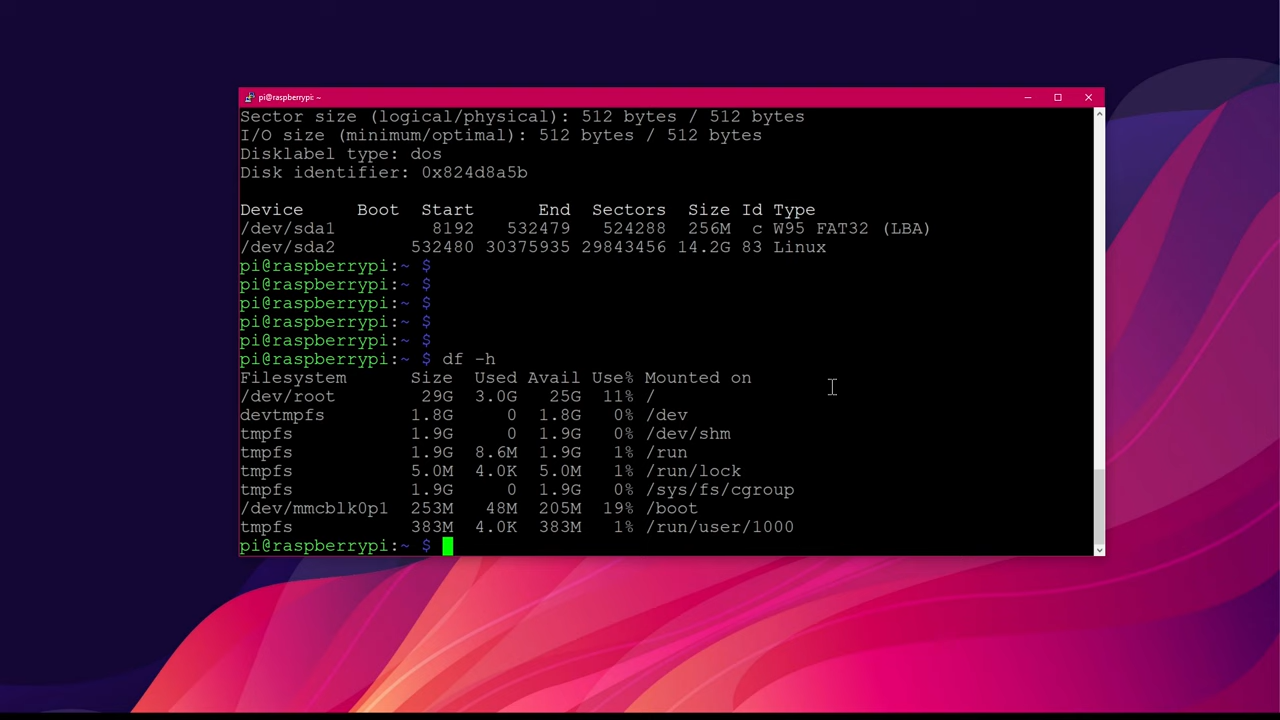 pi@raspberrypi: ~
Sector size (logical/physical): 512 bytes / 512 bytes
I/O size (minimum/optimal): 512 bytes / 512 bytes
Disklabel type: dos
Disk identifier: 0x824d8a5b
Device     Boot  Start      End  Sectors  Size Id Type
/dev/sda1         8192   532479   524288  256M  c W95 FAT32 (LBA)
/dev/sda2       532480 30375935 29843456 14.2G 83 Linux
pi@raspberrypi:~ $
pi@raspberrypi:~ $
pi@raspberrypi:~ $
pi@raspberrypi:~ $
pi@raspberrypi:~ $
pi@raspberrypi:~ $ df -h
Filesystem      Size  Used Avail Use% Mounted on
/dev/root        29G  3.0G   25G  11% /
devtmpfs        1.8G     0  1.8G   0% /dev
tmpfs           1.9G     0  1.9G   0% /dev/shm
tmpfs           1.9G  8.6M  1.9G   1% /run
tmpfs           5.0M  4.0K  5.0M   1% /run/lock
tmpfs           1.9G     0  1.9G   0% /sys/fs/cgroup
/dev/mmcblk0p1  253M   48M  205M  19% /boot
tmpfs           383M  4.0K  383M   1% /run/user/1000
pi@raspberrypi:~ $